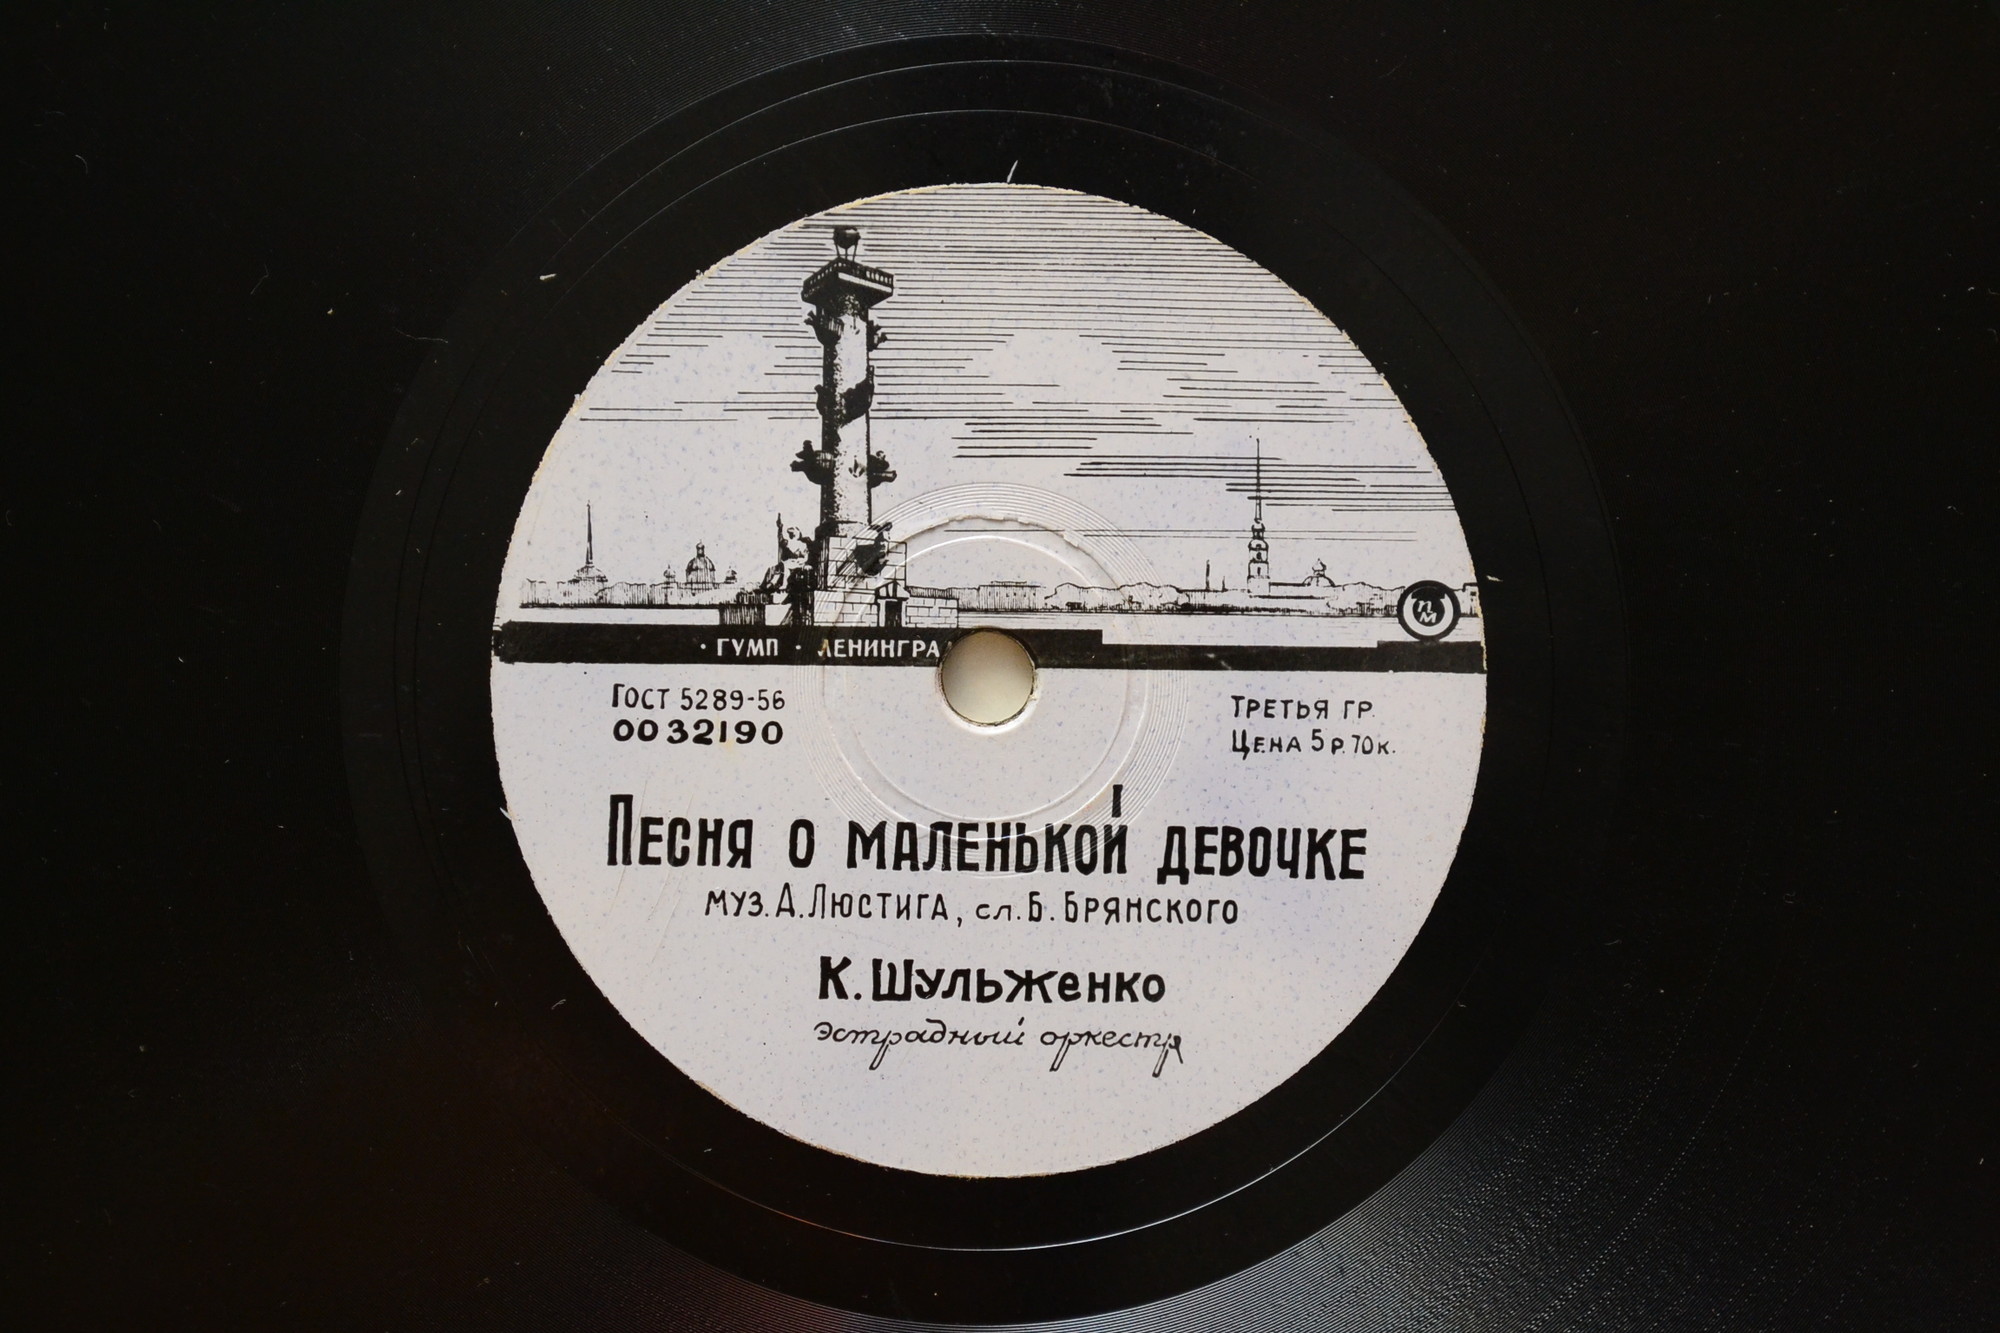 · ГУМП · ЛЕНИНГРА
ГОСТ 5289-56
0032190
ТРЕТЬЯ ГР.
ЦЕНА 5 Р. 70 К.
ПЕСНЯ О МАЛЕНЬКОЙ ДЕВОЧКЕ
МУЗ. А. ЛЮСТИГА, СЛ. Б. БРЯНСКОГО
К. ШУЛЬЖЕНКО
эстрадный оркестр